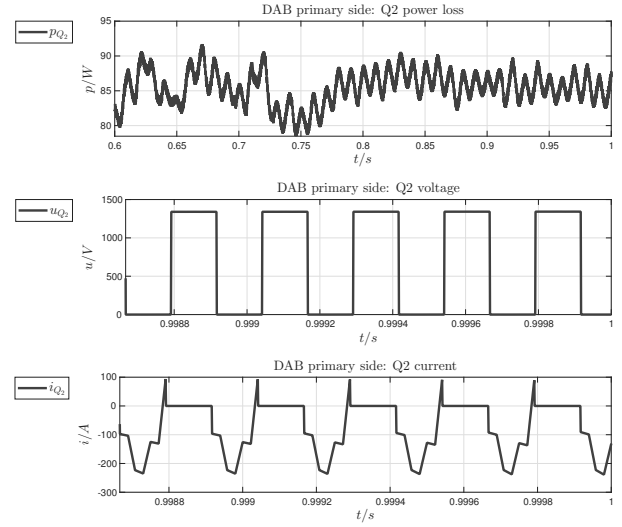 DAB primary side: Q2 power loss
p_{Q_2}
p/W
95
90
85
80
0.6 0.65 0.7 0.75 0.8 0.85 0.9 0.95 1
t/s
DAB primary side: Q2 voltage
u_{Q_2}
u/V
1500
1000
500
0
0.9988 0.999 0.9992 0.9994 0.9996 0.9998 1
t/s
DAB primary side: Q2 current
i_{Q_2}
i/A
100
0
-100
-200
-300
0.9988 0.999 0.9992 0.9994 0.9996 0.9998 1
t/s